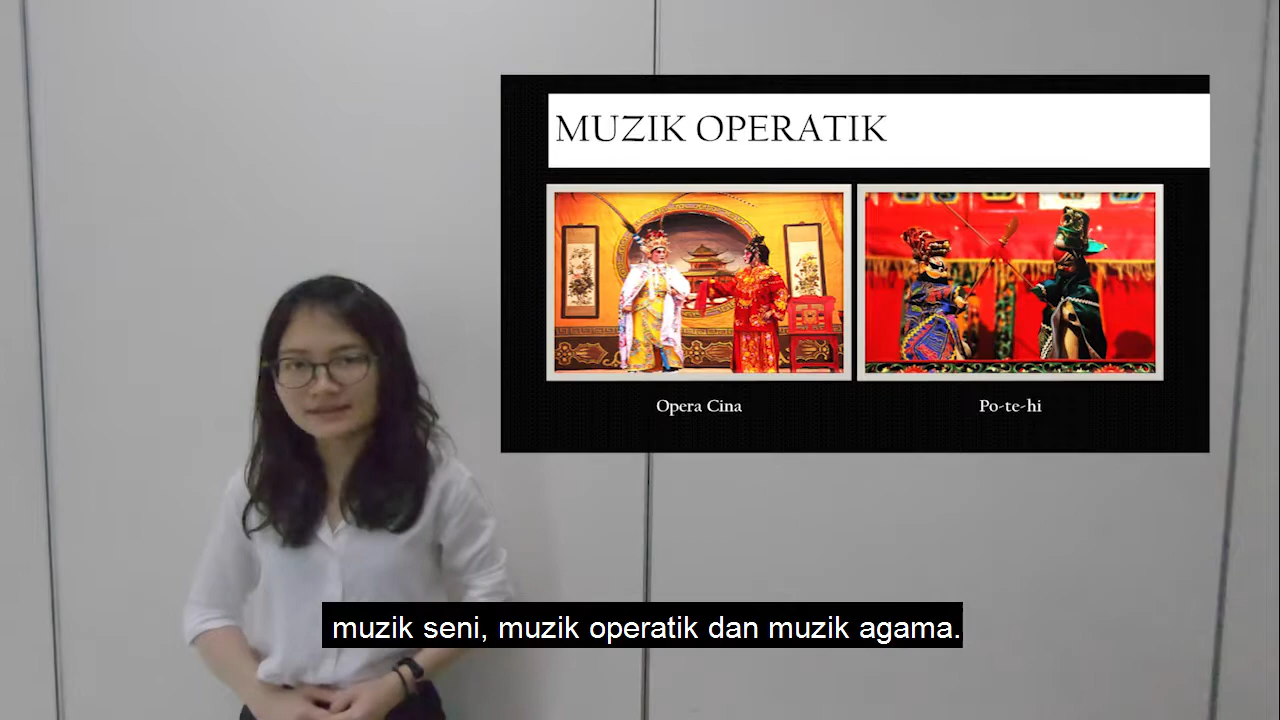 MUZIK OPERATIK
Opera Cina
Po-te-hi
muzik seni, muzik operatik dan muzik agama.